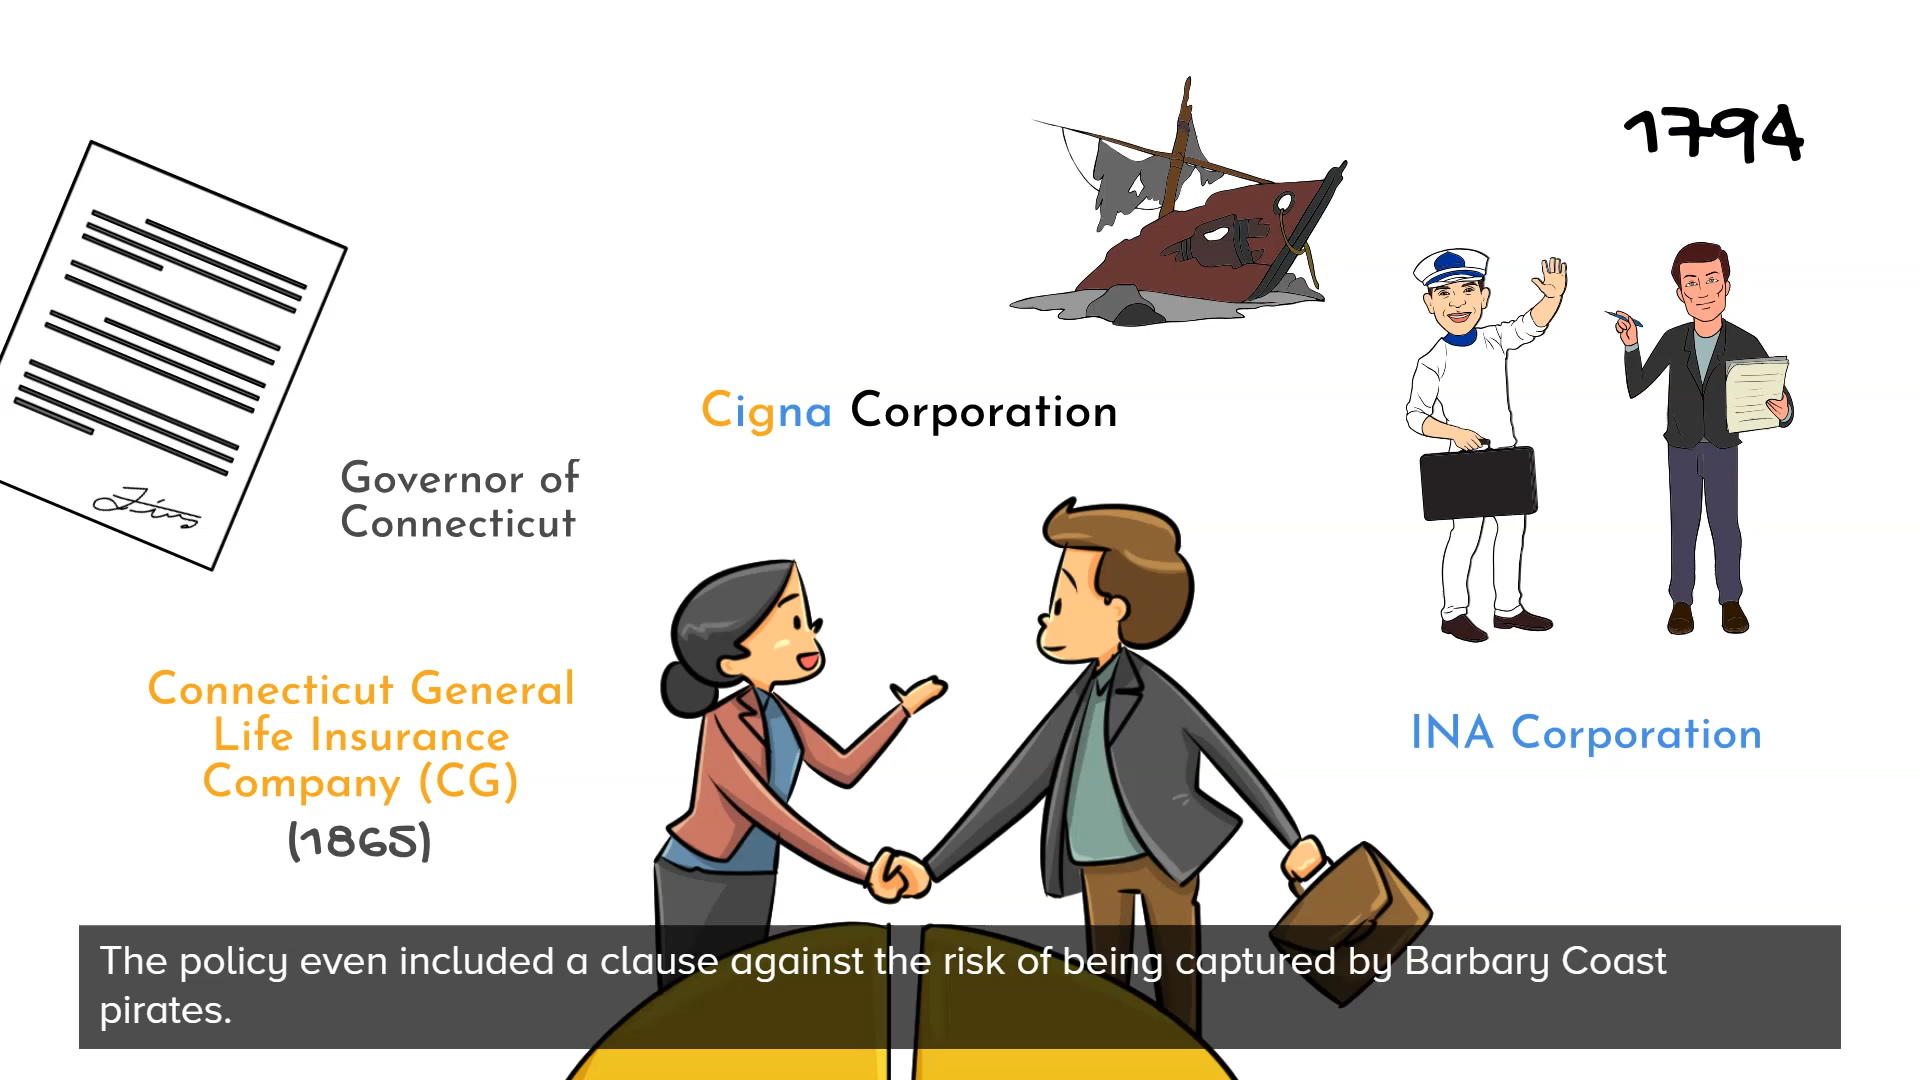 1794
Cigna Corporation
Governor of
Connecticut
Connecticut General
Life Insurance
Company (CG)
(1865)
INA Corporation
The policy even included a clause against the risk of being captured by Barbary Coast
pirates.